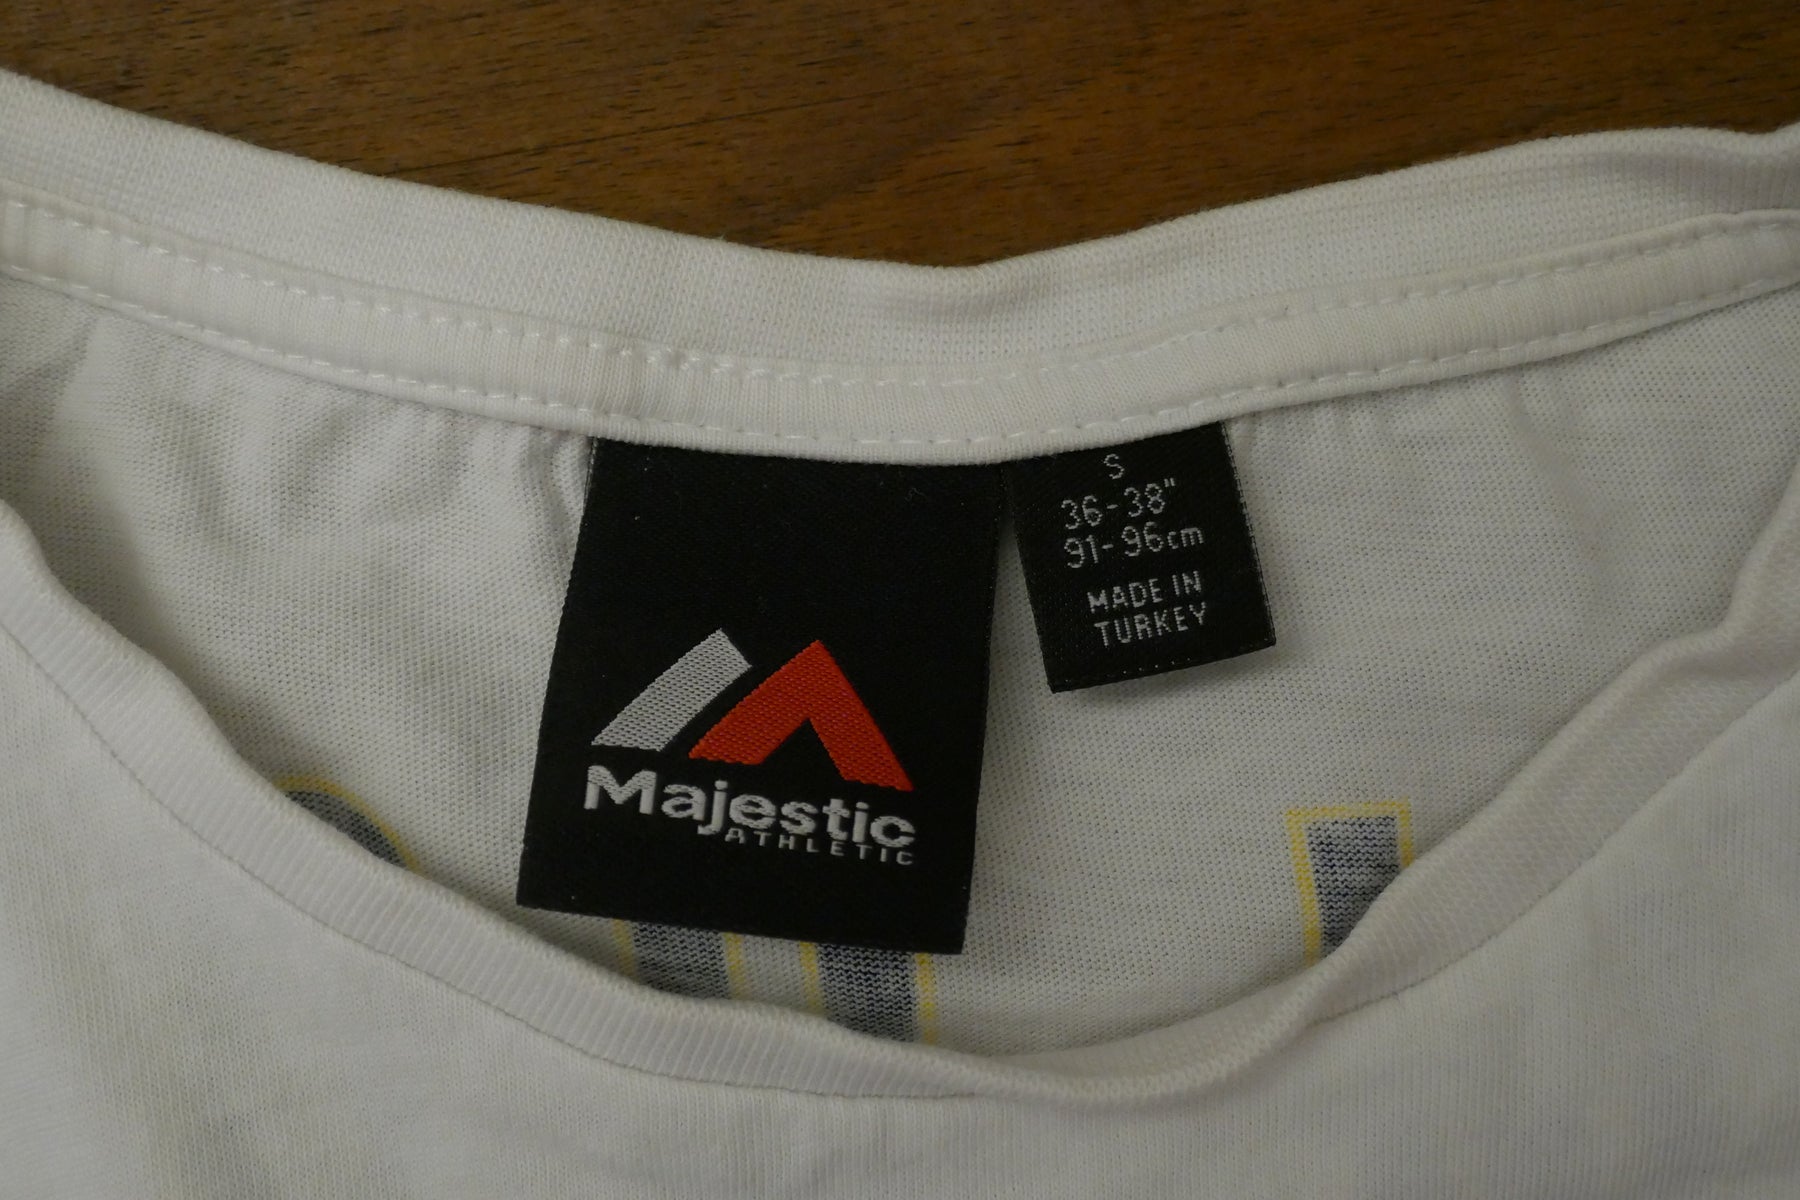 Majestic
ATHLETIC
S
36-38"
91-96cm
MADE IN
TURKEY